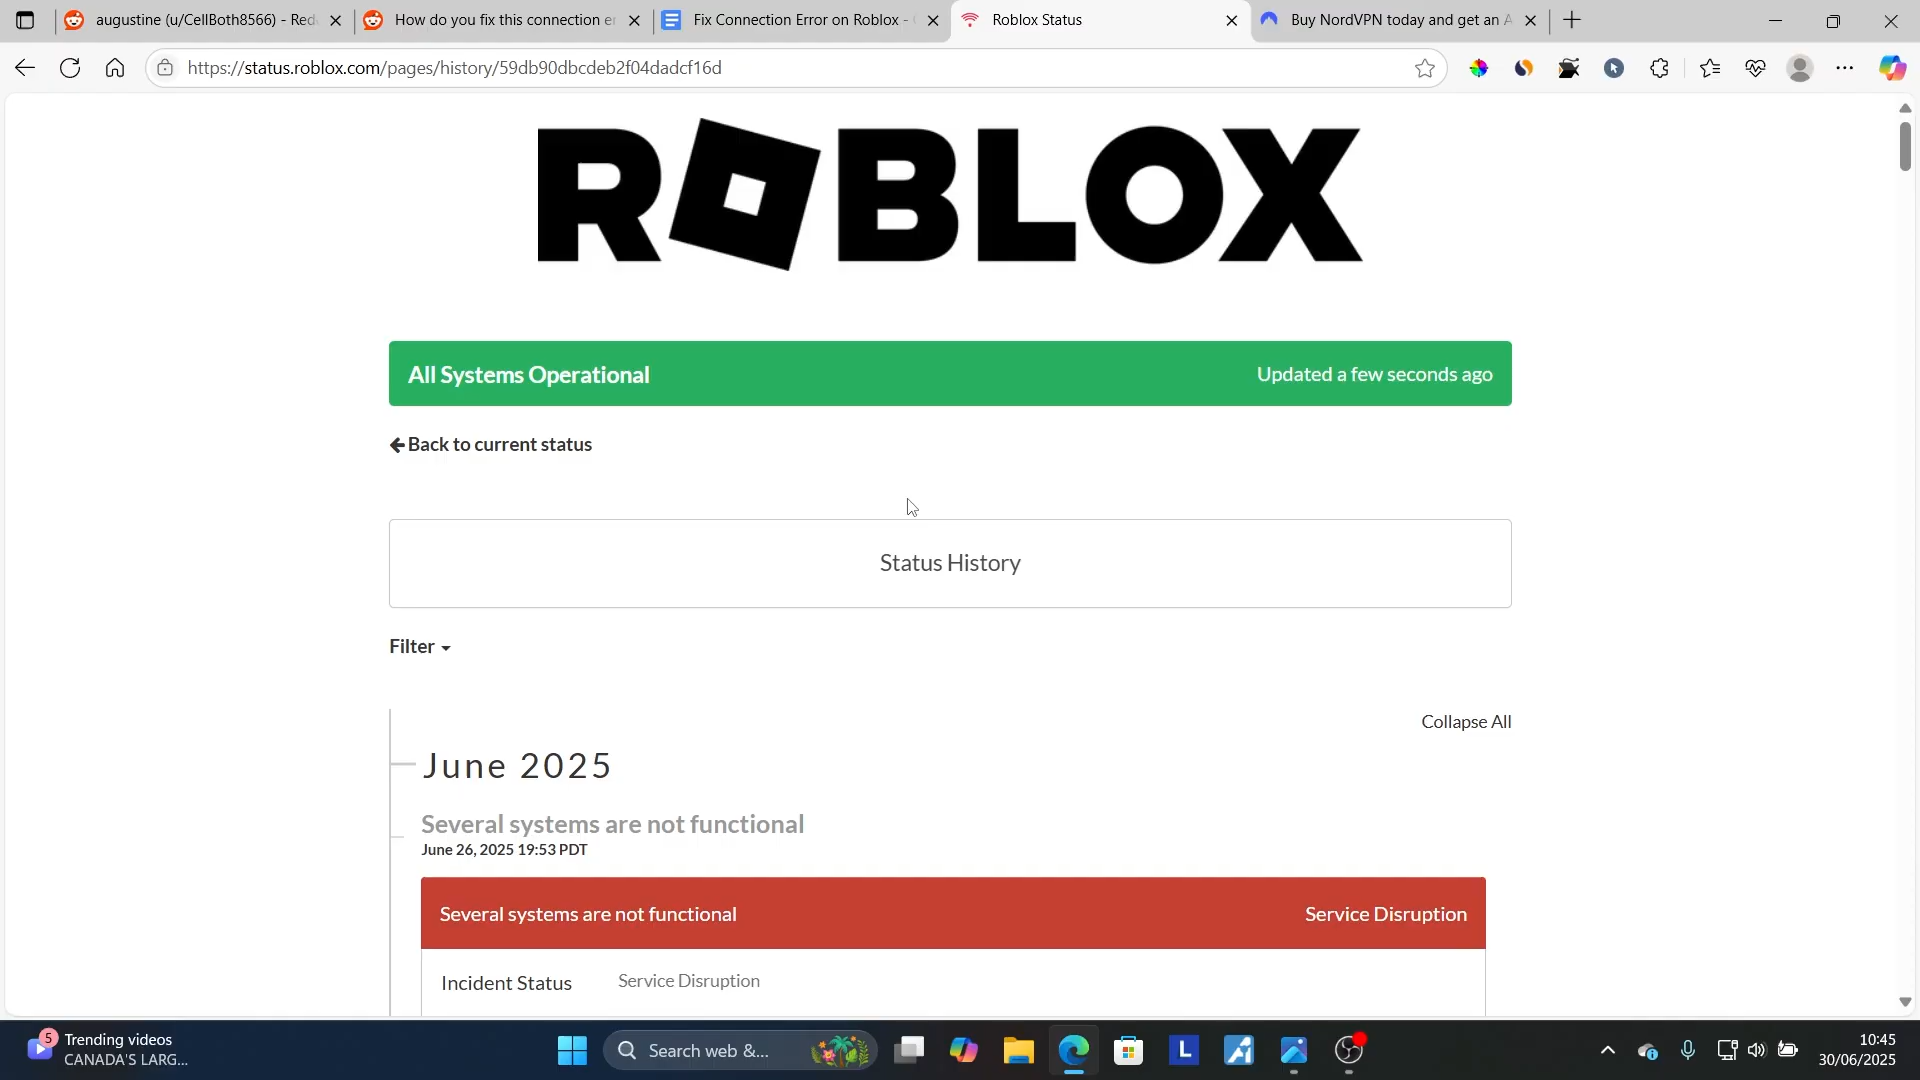 augustine (u/CellBoth8566) - Red
How do you fix this connection e
Fix Connection Error on Roblox -
Roblox Status
Buy NordVPN today and get an A
https://status.roblox.com/pages/history/59db90dbcdeb2f04dadcf16d
ROBLOX
All Systems Operational
Updated a few seconds ago
Back to current status
Status History
Filter
Collapse All
June 2025
Several systems are not functional
June 26, 2025 19:53 PDT
Several systems are not functional
Service Disruption
Incident Status
Service Disruption
5
Trending videos
CANADA'S LARG...
Search web &...
L
10:45
30/06/2025